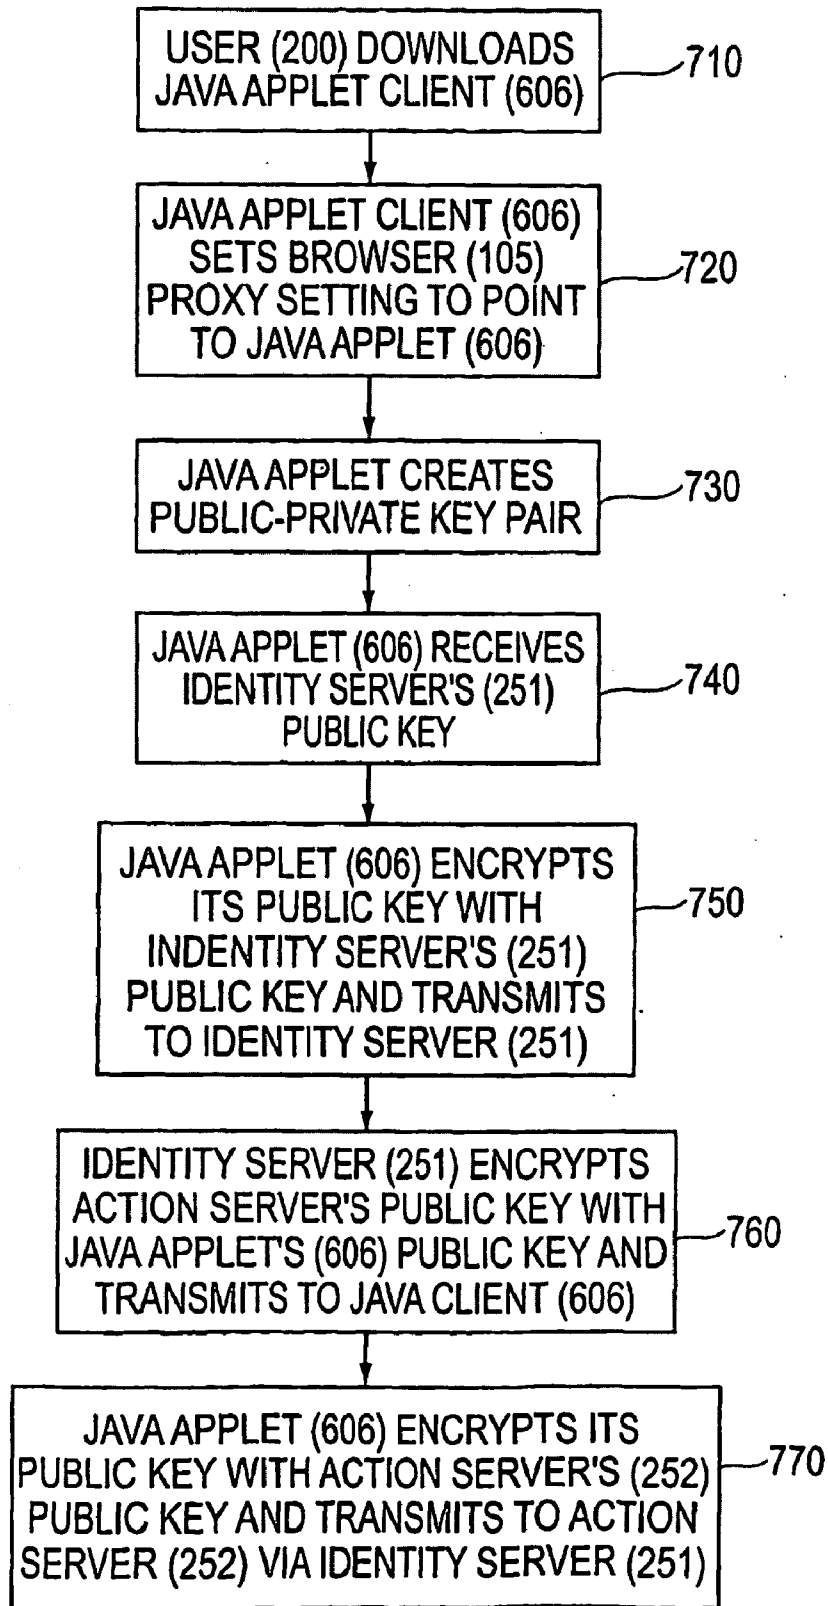 USER (200) DOWNLOADS
JAVA APPLET CLIENT (606)
710
JAVA APPLET CLIENT (606)
SETS BROWSER (105)
PROXY SETTING TO POINT
TO JAVA APPLET (606)
720
JAVA APPLET CREATES
PUBLIC-PRIVATE KEY PAIR
730
JAVA APPLET (606) RECEIVES
IDENTITY SERVER'S (251)
PUBLIC KEY
740
JAVA APPLET (606) ENCRYPTS
ITS PUBLIC KEY WITH
INDENTITY SERVER'S (251)
PUBLIC KEY AND TRANSMITS
TO IDENTITY SERVER (251)
750
IDENTITY SERVER (251) ENCRYPTS
ACTION SERVER'S PUBLIC KEY WITH
JAVA APPLET'S (606) PUBLIC KEY AND
TRANSMITS TO JAVA CLIENT (606)
760
JAVA APPLET (606) ENCRYPTS ITS
PUBLIC KEY WITH ACTION SERVER'S (252)
PUBLIC KEY AND TRANSMITS TO ACTION
SERVER (252) VIA IDENTITY SERVER (251)
770